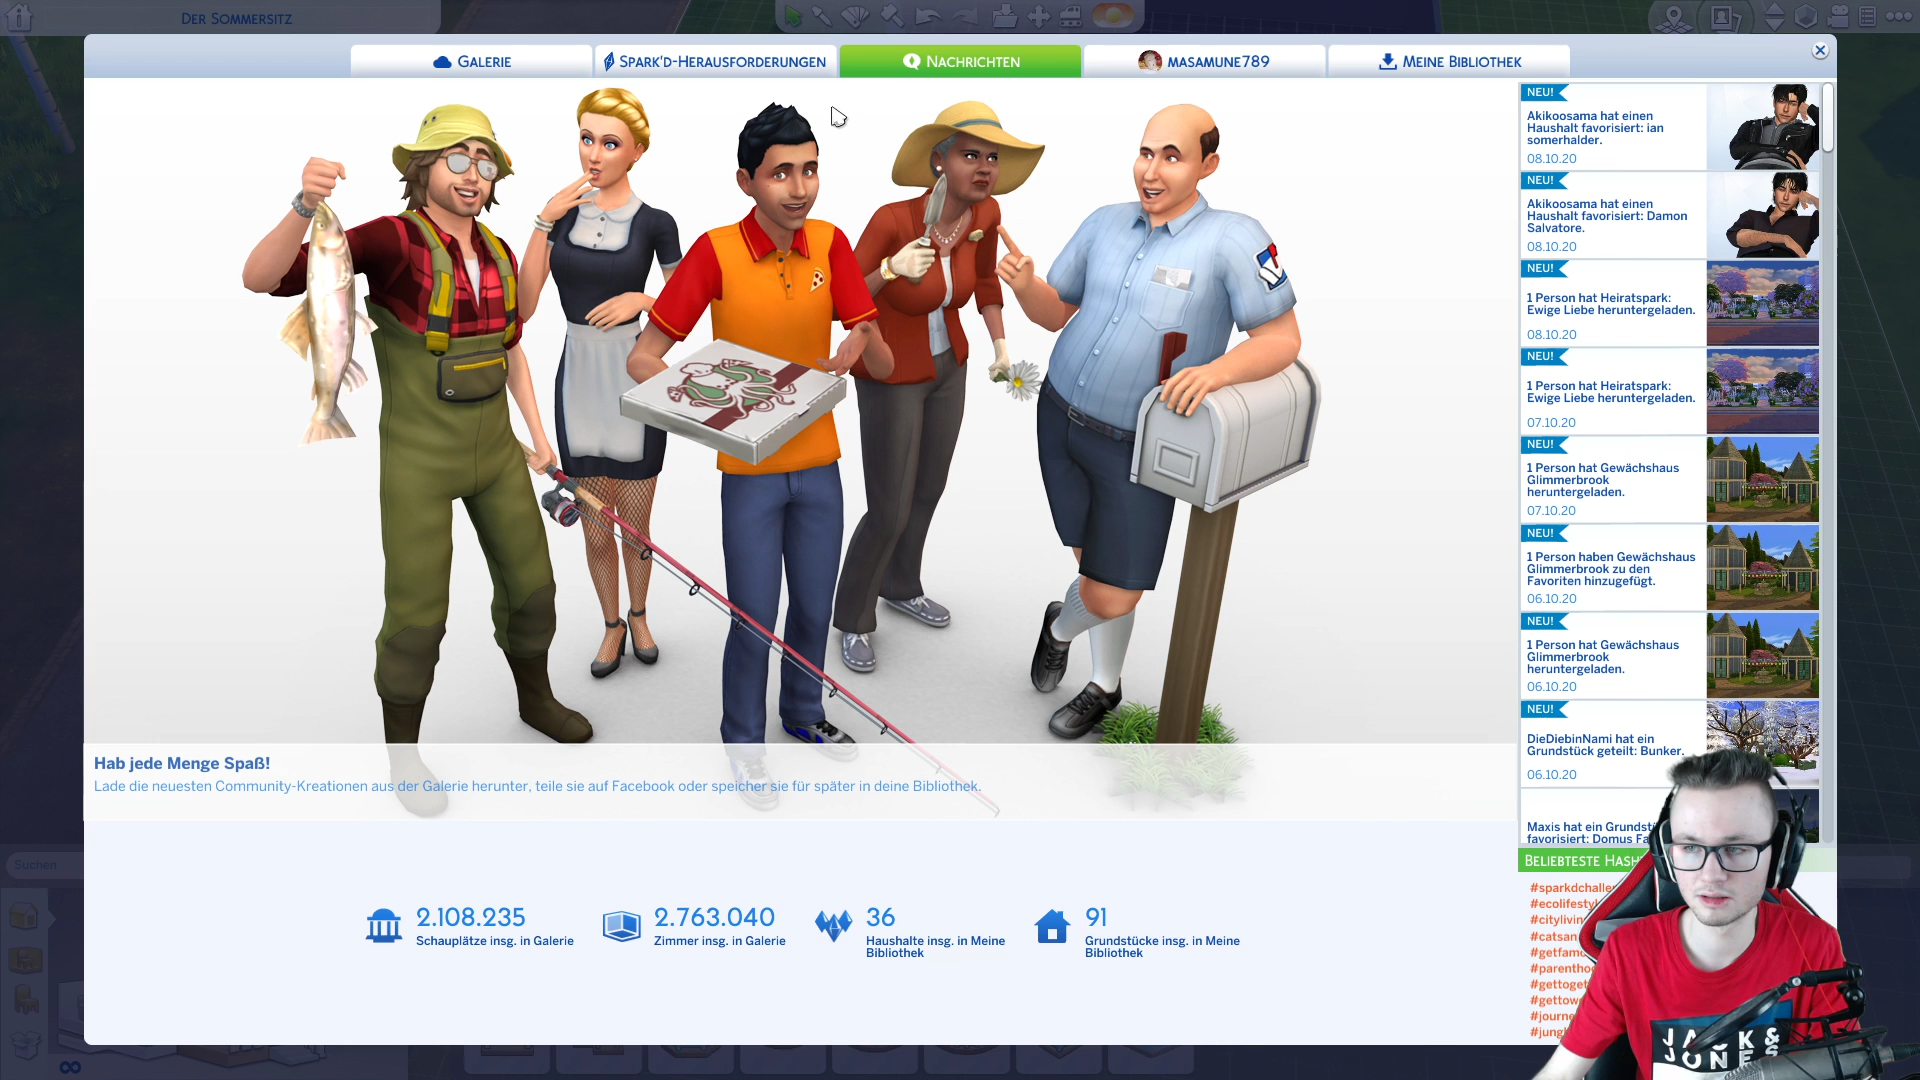 Der Sommersitz
Galerie
Spark'd-Herausforderungen
Nachrichten
masamune789
Meine Bibliothek
NEU!
Akikoosama hat einen
Haushalt favorisiert: ian
somerhalder.
08.10.20
NEU!
Akikoosama hat einen
Haushalt favorisiert: Damon
Salvatore.
08.10.20
NEU!
1 Person hat Heiratspark:
Ewige Liebe heruntergeladen.
08.10.20
NEU!
1 Person hat Heiratspark:
Ewige Liebe heruntergeladen.
07.10.20
NEU!
1 Person hat Gewächshaus
Glimmerbrook
heruntergeladen.
07.10.20
NEU!
1 Person haben Gewächshaus
Glimmerbrook zu den
Favoriten hinzugefügt.
06.10.20
NEU!
1 Person hat Gewächshaus
Glimmerbrook
heruntergeladen.
06.10.20
NEU!
DieDiebinNami hat ein
Grundstück geteilt: Bunker.
06.10.20
Maxis hat ein
favorisiert: Domus
Beliebteste
Hab jede Menge Spaß!
Lade die neuesten Community-Kreationen aus der Galerie herunter, teile sie auf Facebook oder speicher sie für später in deine Bibliothek.
Suchen
2.108.235
Schauplätze insg. in Galerie
2.763.040
Zimmer insg. in Galerie
36
Haushalte insg. in Meine
Bibliothek
91
Grundstücke insg. in Meine
Bibliothek
JACK &
JONES